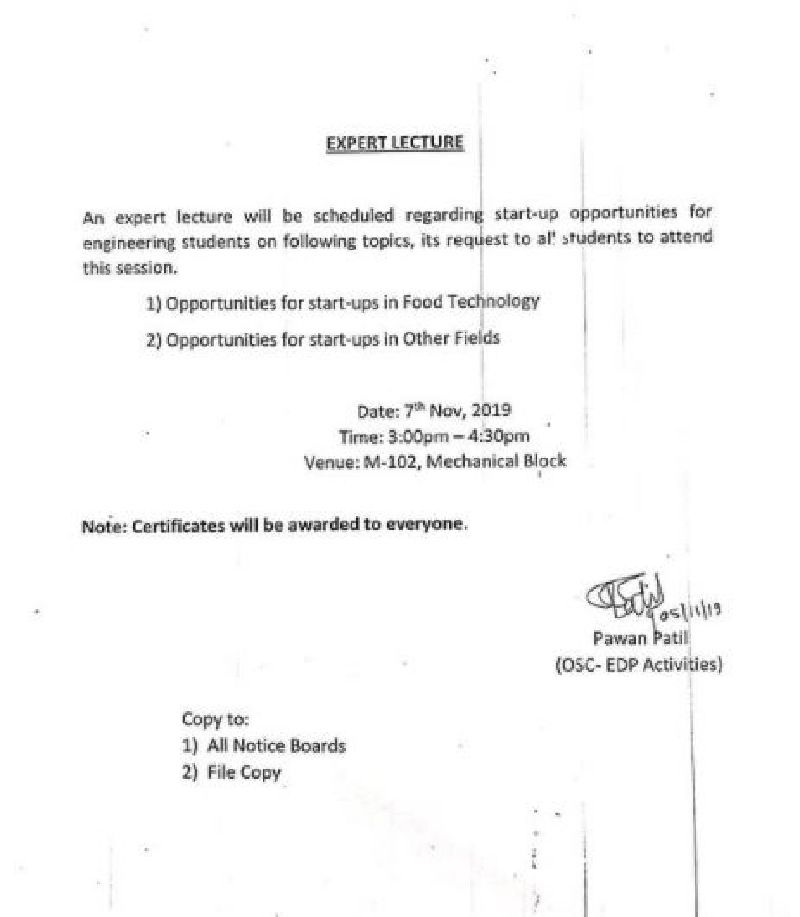 EXPERT LECTURE
An expert lecture will be scheduled regarding start-up opportunities for
engineering students on following topics, its request to all students to attend
this session.
1) Opportunities for start-ups in Food Technology
2) Opportunities for start-ups in Other Fields
Date: 7th Nov, 2019
Time: 3:00pm – 4:30pm
Venue: M-102, Mechanical Block
Note: Certificates will be awarded to everyone.
05/11/19
Pawan Patil
(OSC- EDP Activities)
Copy to:
1) All Notice Boards
2) File Copy